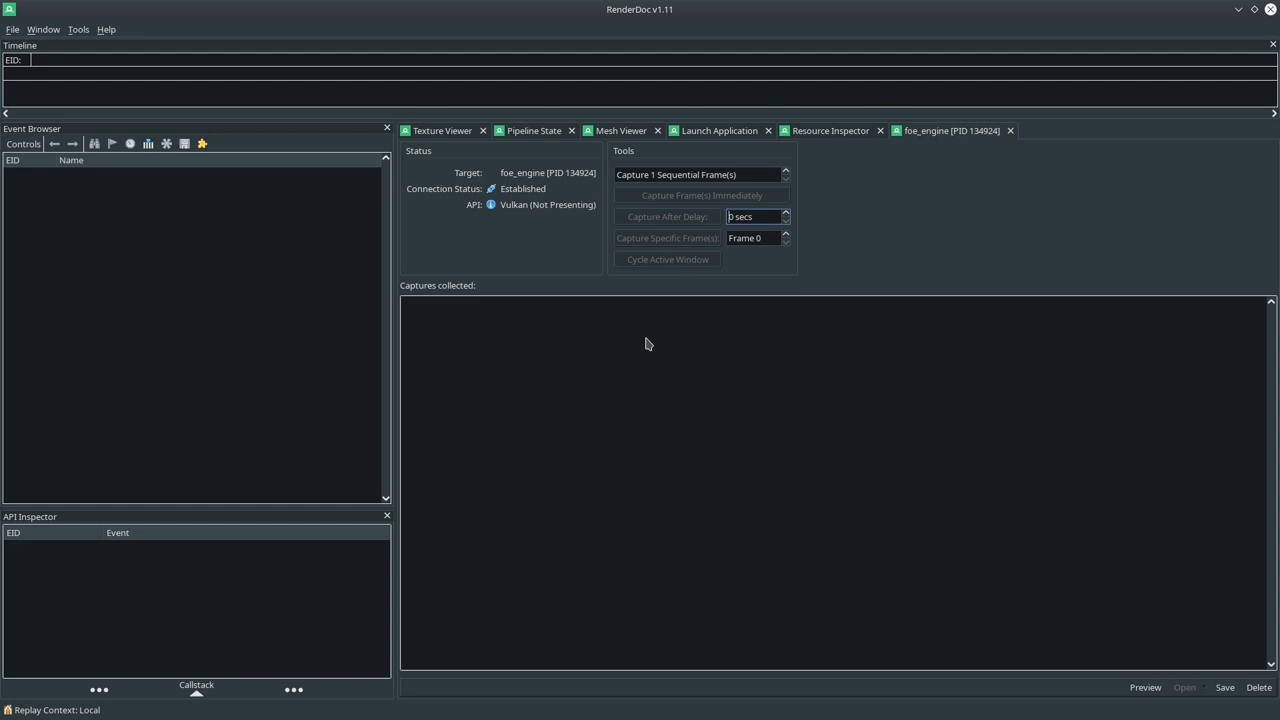 RenderDoc v1.11
File Window Tools Help
Timeline
EID:
Event Browser
Controls
EID Name
API Inspector
EID Event
Callstack
Texture Viewer Pipeline State Mesh Viewer Launch Application Resource Inspector foe_engine [PID 134924]
Status
Target: foe_engine [PID 134924]
Connection Status: Established
API: Vulkan (Not Presenting)
Tools
Capture 1 Sequential Frame(s)
Capture Frame(s) Immediately
Capture After Delay: 0 secs
Capture Specific Frame(s): Frame 0
Cycle Active Window
Captures collected:
Preview Open Save Delete
Replay Context: Local